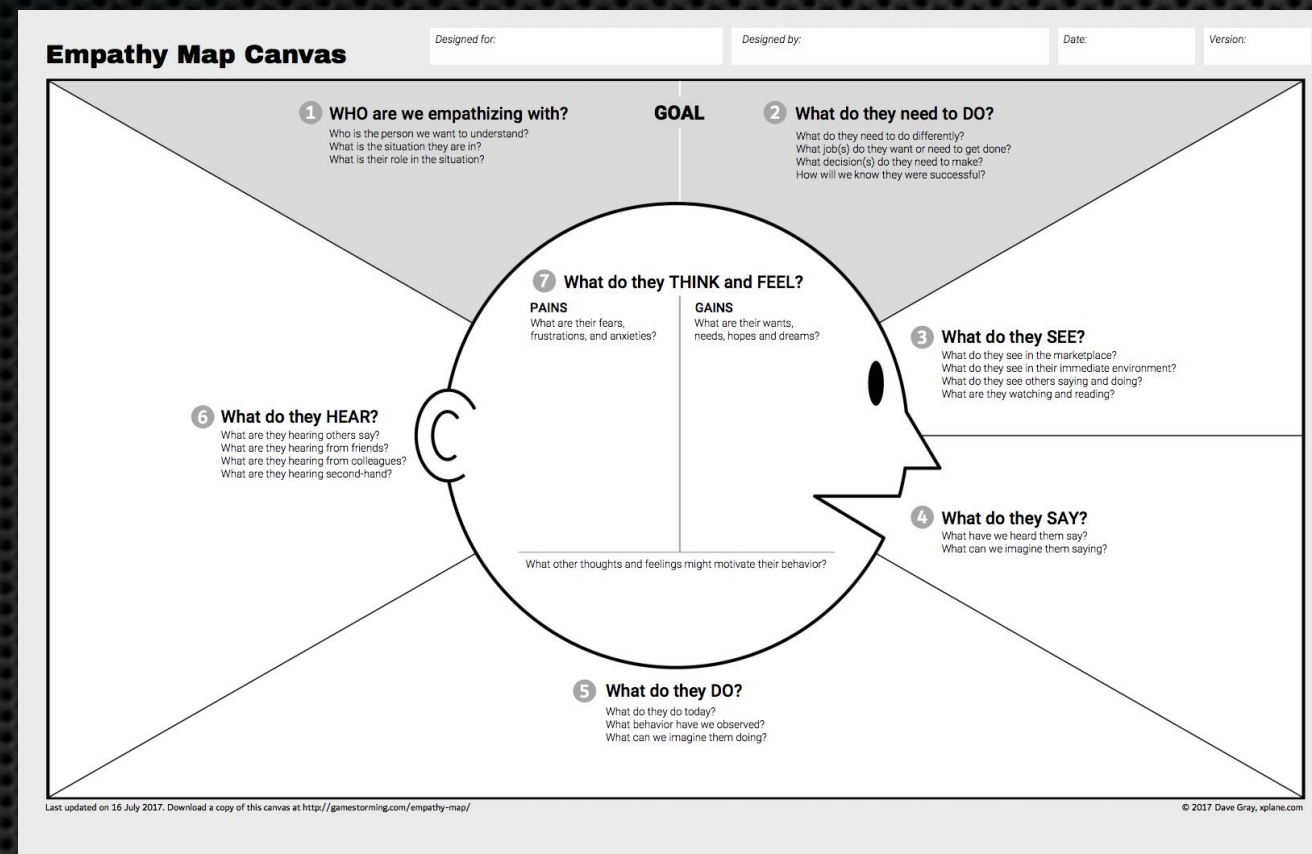 Empathy Map Canvas
Designed for:
Designed by:
Date:
Version:
1 WHO are we empathizing with?
Who is the person we want to understand?
What is the situation they are in?
What is their role in the situation?
GOAL
2 What do they need to DO?
What do they need to do differently?
What job(s) do they want or need to get done?
What decision(s) do they need to make?
How will we know they were successful?
3 What do they SEE?
What do they see in the marketplace?
What do they see in their immediate environment?
What do they see others saying and doing?
What are they watching and reading?
4 What do they SAY?
What have we heard them say?
What can we imagine them saying?
5 What do they DO?
What do they do today?
What behavior have we observed?
What can we imagine them doing?
6 What do they HEAR?
What are they hearing others say?
What are they hearing from friends?
What are they hearing from colleagues?
What are they hearing second-hand?
7 What do they THINK and FEEL?
PAINS
What are their fears,
frustrations, and anxieties?
GAINS
What are their wants,
needs, hopes and dreams?
What other thoughts and feelings might motivate their behavior?
Last updated on 16 July 2017. Download a copy of this canvas at http://gamestorming.com/empathy-map/
© 2017 Dave Gray, xplane.com